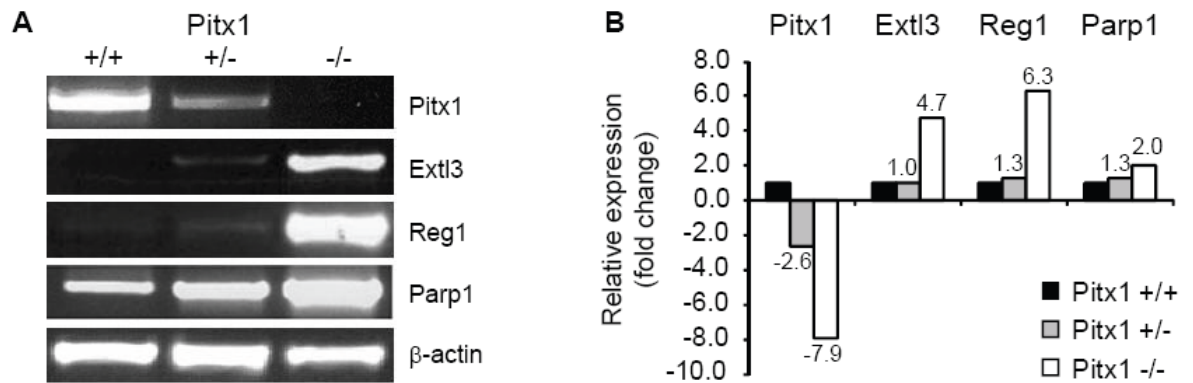 A
Pitx1
+/+ +/- -/-
Pitx1
Extl3
Reg1
Parp1
β-actin
B
Pitx1 Extl3 Reg1 Parp1
Relative expression
(fold change)
8.0
6.0
4.0
2.0
0.0
-2.0
-4.0
-6.0
-8.0
-10.0
-2.6
-7.9
1.0
4.7
1.3
6.3
1.3
2.0
Pitx1 +/+
Pitx1 +/-
Pitx1 -/-